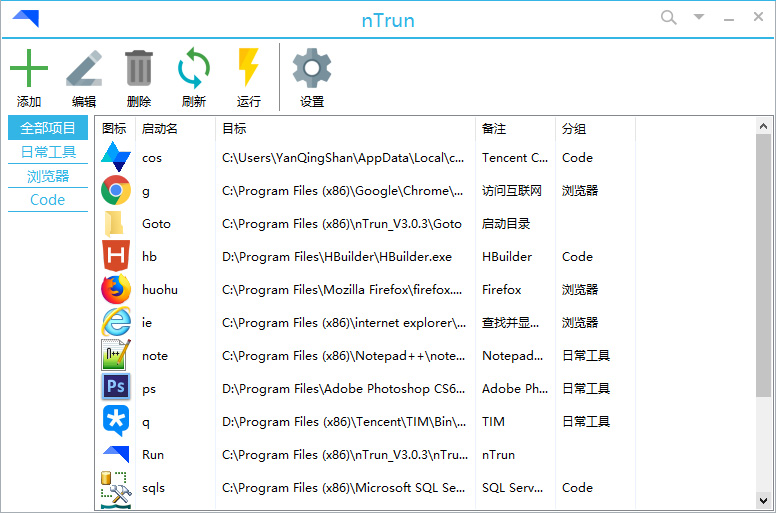 nTrun
添加 编辑 删除 刷新 运行 设置
全部项目
日常工具
浏览器
Code
图标 启动名 目标 备注 分组
cos C:\Users\YanQingShan\AppData\Local\c... Tencent C... Code
g C:\Program Files (x86)\Google\Chrome\... 访问互联网 浏览器
Goto C:\Program Files (x86)\nTrun_V3.0.3\Goto 启动目录
hb D:\Program Files\HBuilder\HBuilder.exe HBuilder Code
huohu C:\Program Files\Mozilla Firefox\firefox.... Firefox 浏览器
ie C:\Program Files (x86)\internet explorer\... 查找并显... 浏览器
note C:\Program Files (x86)\Notepad++\note... Notepad... 日常工具
Ps ps D:\Program Files\Adobe Photoshop CS6... Adobe Ph... 日常工具
q D:\Program Files (x86)\Tencent\TIM\Bin\... TIM 日常工具
Run C:\Program Files (x86)\nTrun_V3.0.3\nTru... nTrun
sqls C:\Program Files (x86)\Microsoft SQL Se... SQL Serv... Code